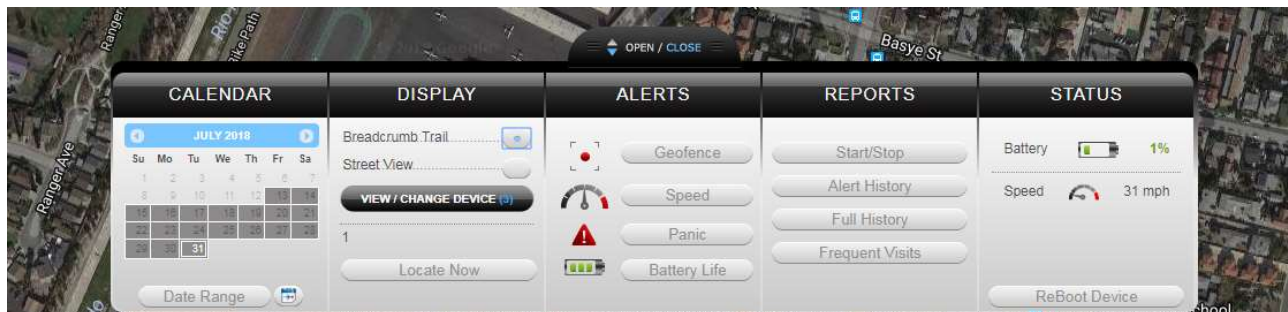 Ranger
Rio
Bike Path
Basye St
OPEN / CLOSE
CALENDAR
JULY 2018
Su Mo Tu We Th Fr Sa
1 2 3 4 5 6 7
8 9 10 11 12 13 14
15 16 17 18 19 20 21
22 23 24 25 26 27 28
29 30 31
Date Range
DISPLAY
Breadcrumb Trail
Street View
VIEW / CHANGE DEVICE (3)
1
Locate Now
ALERTS
Geofence
Speed
Panic
Battery Life
REPORTS
Start/Stop
Alert History
Full History
Frequent Visits
STATUS
Battery 1%
Speed 31 mph
ReBoot Device
Ranger Ave